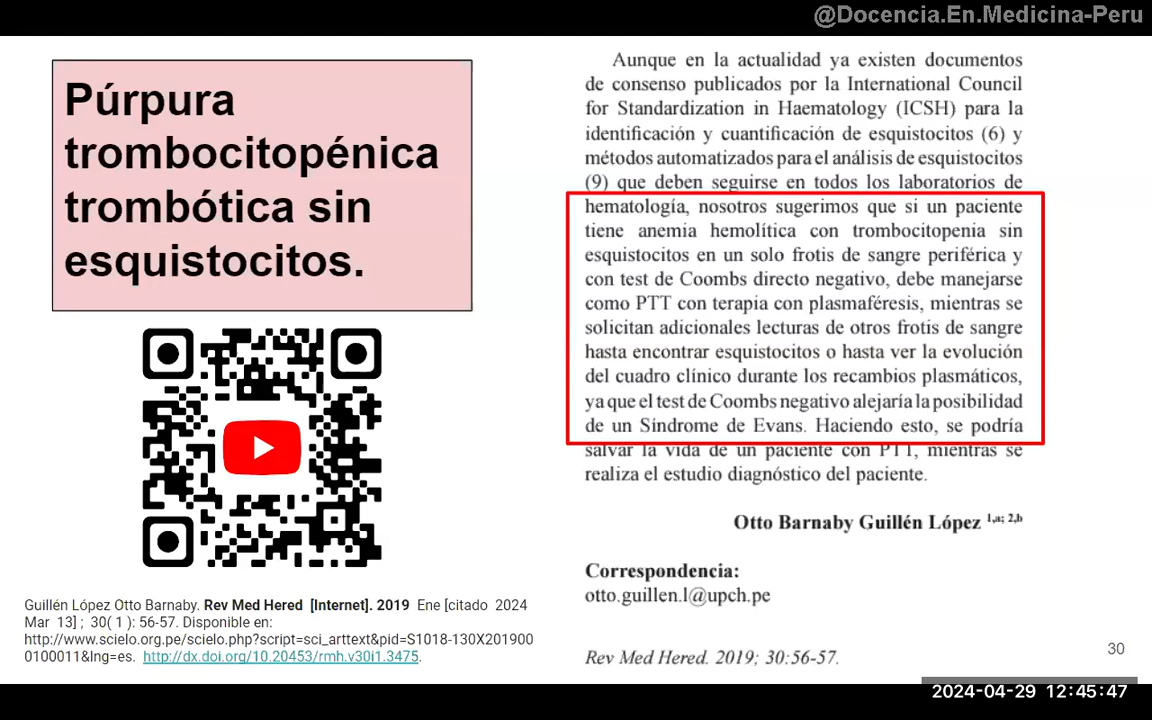 @Docencia.En.Medicina-Peru
Púrpura
trombocitopénica
trombótica sin
esquistocitos.
Guillén López Otto Barnaby. Rev Med Hered [Internet]. 2019 Ene [citado 2024
Mar 13] ; 30( 1 ): 56-57. Disponible en:
http://www.scielo.org.pe/scielo.php?script=sci_arttext&pid=S1018-130X201900
0100011&lng=es. http://dx.doi.org/10.20453/rmh.v30i1.3475.
Aunque en la actualidad ya existen documentos
de consenso publicados por la International Council
for Standardization in Haematology (ICSH) para la
identificación y cuantificación de esquistocitos (6) y
métodos automatizados para el análisis de esquistocitos
(9) que deben seguirse en todos los laboratorios de
hematología, nosotros sugerimos que si un paciente
tiene anemia hemolítica con trombocitopenia sin
esquistocitos en un solo frotis de sangre periférica y
con test de Coombs directo negativo, debe manejarse
como PTT con terapia con plasmaféresis, mientras se
solicitan adicionales lecturas de otros frotis de sangre
hasta encontrar esquistocitos o hasta ver la evolución
del cuadro clínico durante los recambios plasmáticos,
ya que el test de Coombs negativo alejaría la posibilidad
de un Síndrome de Evans. Haciendo esto, se podría
salvar la vida de un paciente con PTT, mientras se
realiza el estudio diagnóstico del paciente.
Otto Barnaby Guillén López 1,a; 2,b
Correspondencia:
otto.guillen.l@upch.pe
Rev Med Hered. 2019; 30:56-57.
30
2024-04-29 12:45:47